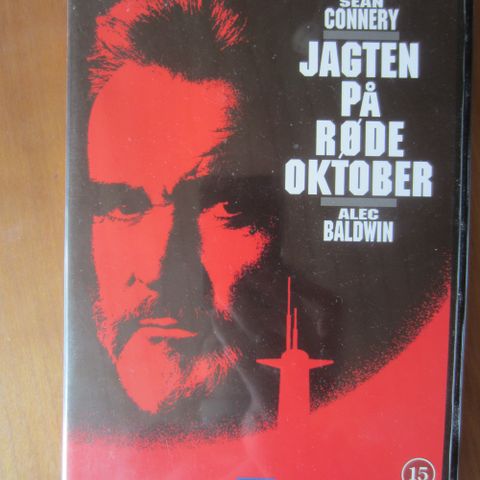 SEAN
CONNERY
JAGTEN
PÅ
RØDE
OKTOBER
ALEC
BALDWIN
15